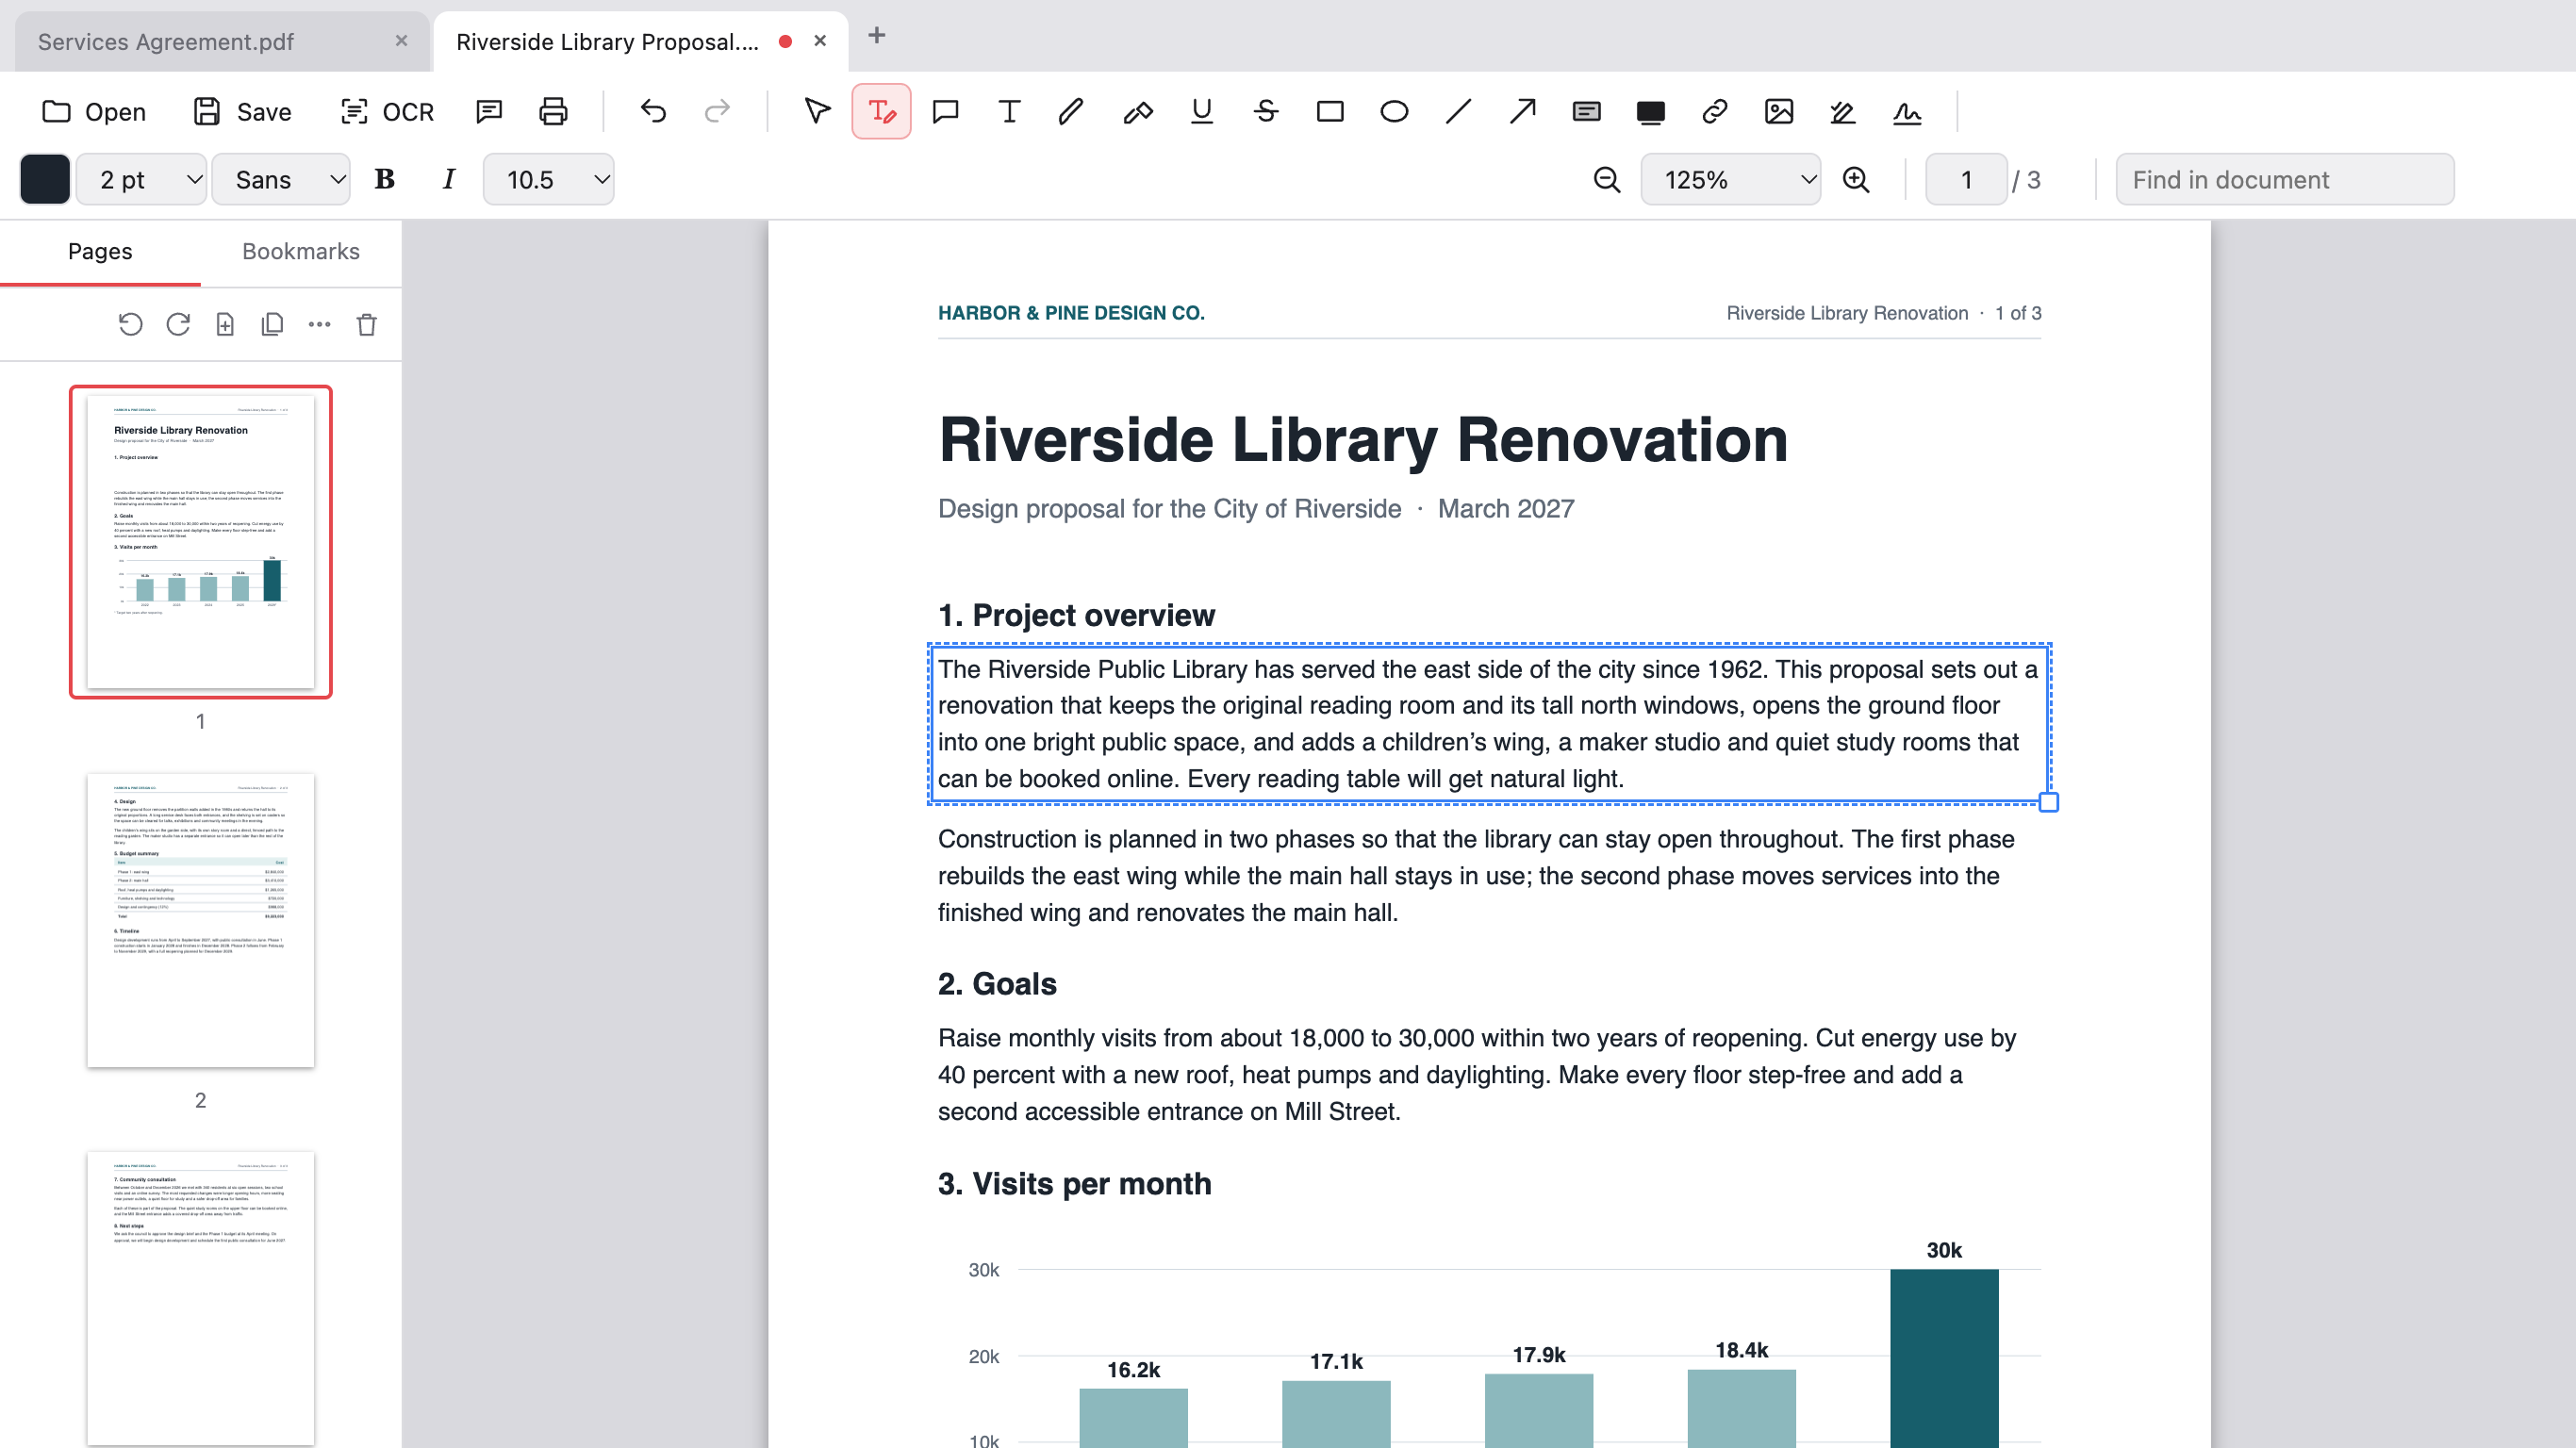 Services Agreement.pdf
Riverside Library Proposal....
Open
Save
OCR
2 pt
Sans
B
I
10.5
125%
1
/ 3
Find in document
Pages
Bookmarks
1
2
HARBOR & PINE DESIGN CO.
Riverside Library Renovation · 1 of 3
Riverside Library Renovation
Design proposal for the City of Riverside · March 2027
1. Project overview
The Riverside Public Library has served the east side of the city since 1962. This proposal sets out a
renovation that keeps the original reading room and its tall north windows, opens the ground floor
into one bright public space, and adds a children’s wing, a maker studio and quiet study rooms that
can be booked online. Every reading table will get natural light.
Construction is planned in two phases so that the library can stay open throughout. The first phase
rebuilds the east wing while the main hall stays in use; the second phase moves services into the
finished wing and renovates the main hall.
2. Goals
Raise monthly visits from about 18,000 to 30,000 within two years of reopening. Cut energy use by
40 percent with a new roof, heat pumps and daylighting. Make every floor step-free and add a
second accessible entrance on Mill Street.
3. Visits per month
30k
30k
20k
16.2k
17.1k
17.9k
18.4k
10k